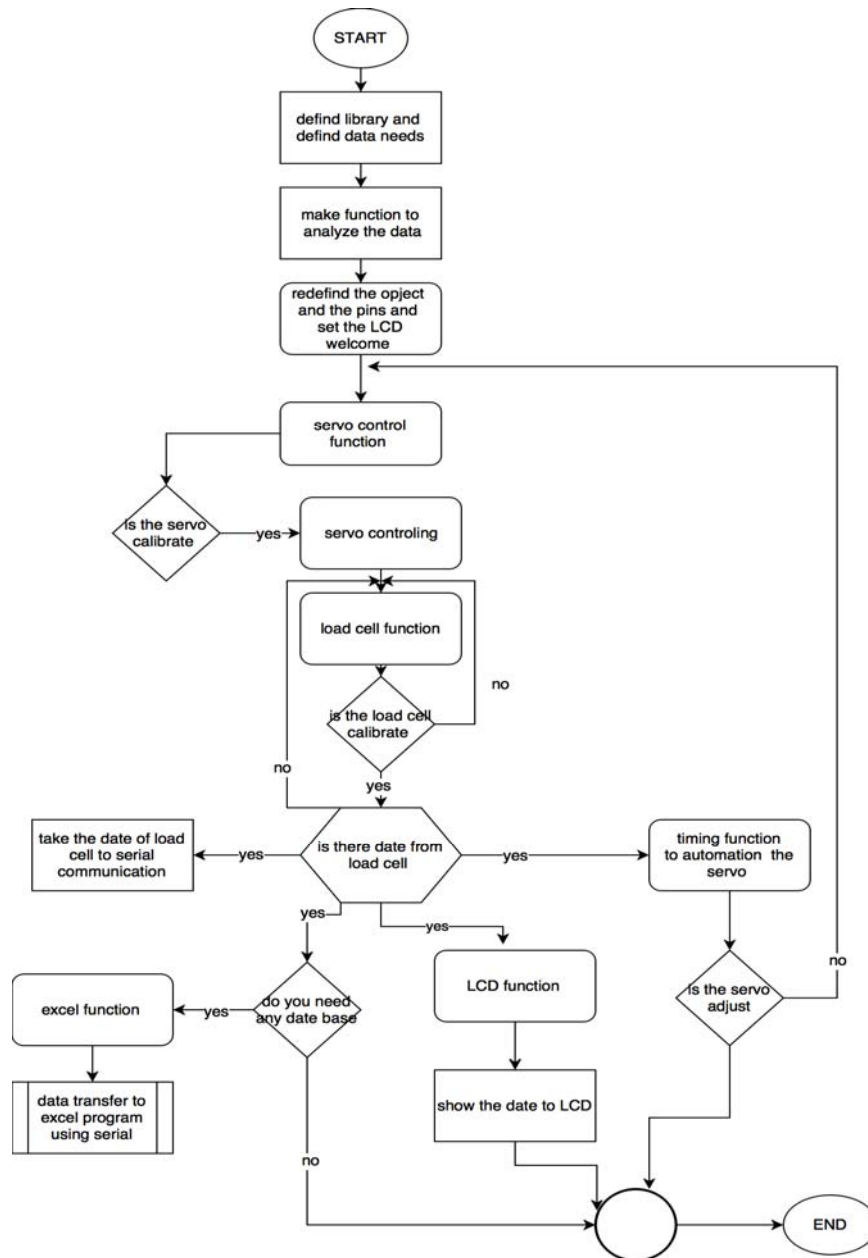 START
defind library and
defind data needs
make function to
analyze the data
redefind the opject
and the pins and
set the LCD
welcome
servo control
function
is the servo
calibrate
yes
servo controling
load cell function
no
is the load cell
calibrate
no
yes
take the date of load
cell to serial
communication
yes
is there date from
load cell
yes
timing function
to automation the
servo
yes
yes
no
excel function
yes
do you need
any date base
LCD function
is the servo
adjust
data transfer to
excel program
using serial
show the date to LCD
no
END